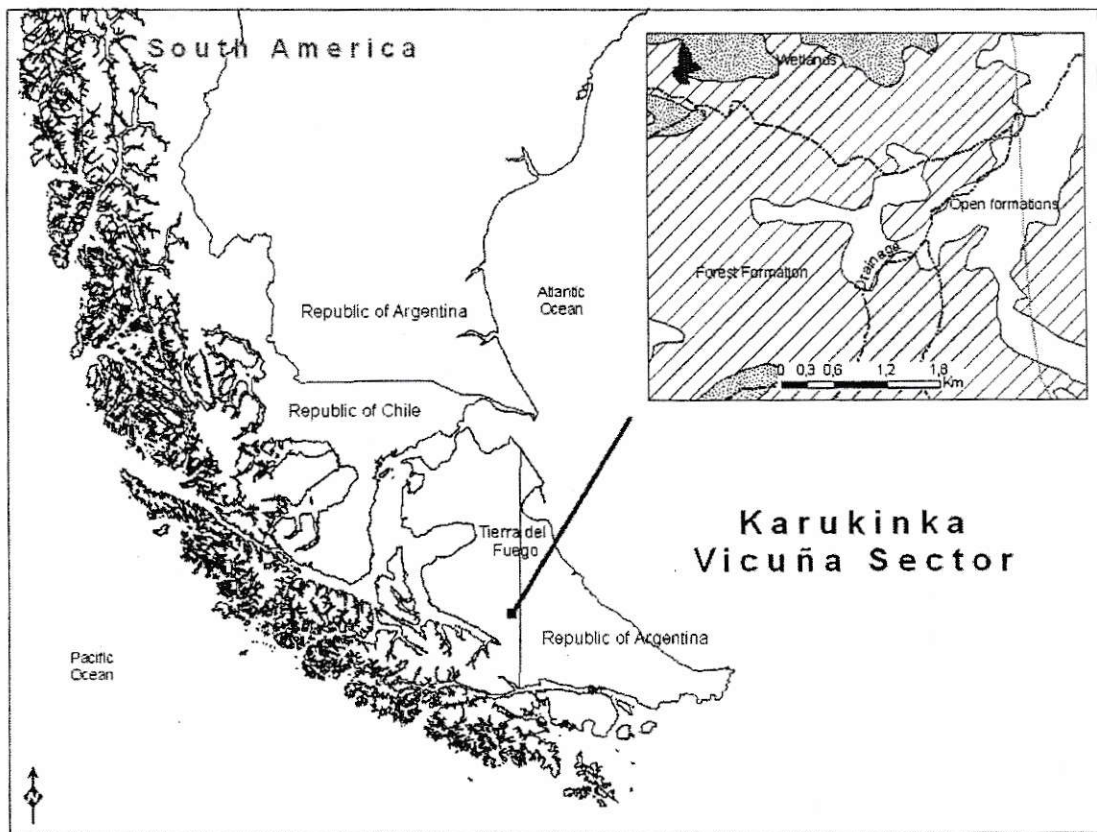 South America
Wetlands
Open formations
Drainage
Forest Formation
0 0,3 0,6 1,2 1,8
Km
Republic of Argentina
Atlantic
Ocean
Republic of Chile
Tierra del
Fuego
Karukinka
Vicuña Sector
Republic of Argentina
Pacific
Ocean
N